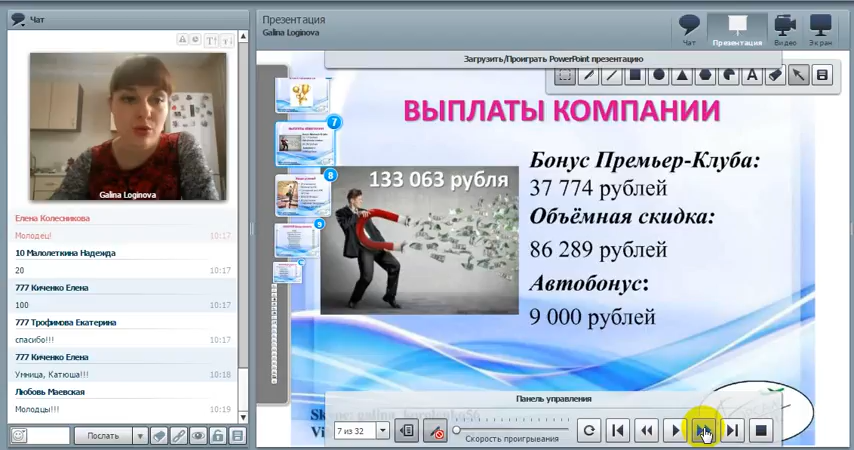 Чат
Galina Loginova
Елена Колесникова
Молодец!
10:17
10 Малолеткина Надежда
20
10:17
777 Киченко Елена
100
10:17
777 Трофимова Екатерина
спасибо!!!
10:17
777 Киченко Елена
Умница, Катюша!!!
10:18
Любовь Маевская
Молодцы!!!
10:19
Послать
Презентация
Galina Loginova
Чат
Презентация
Видео
Экран
Загрузить/Проиграть PowerPoint презентацию
7
8
9
ВЫПЛАТЫ КОМПАНИИ
133 063 рубля
Бонус Премьер-Клуба:
37 774 рублей
Объёмная скидка:
86 289 рублей
Автобонус:
9 000 рублей
Панель управления
7 из 32
Скорость проигрывания